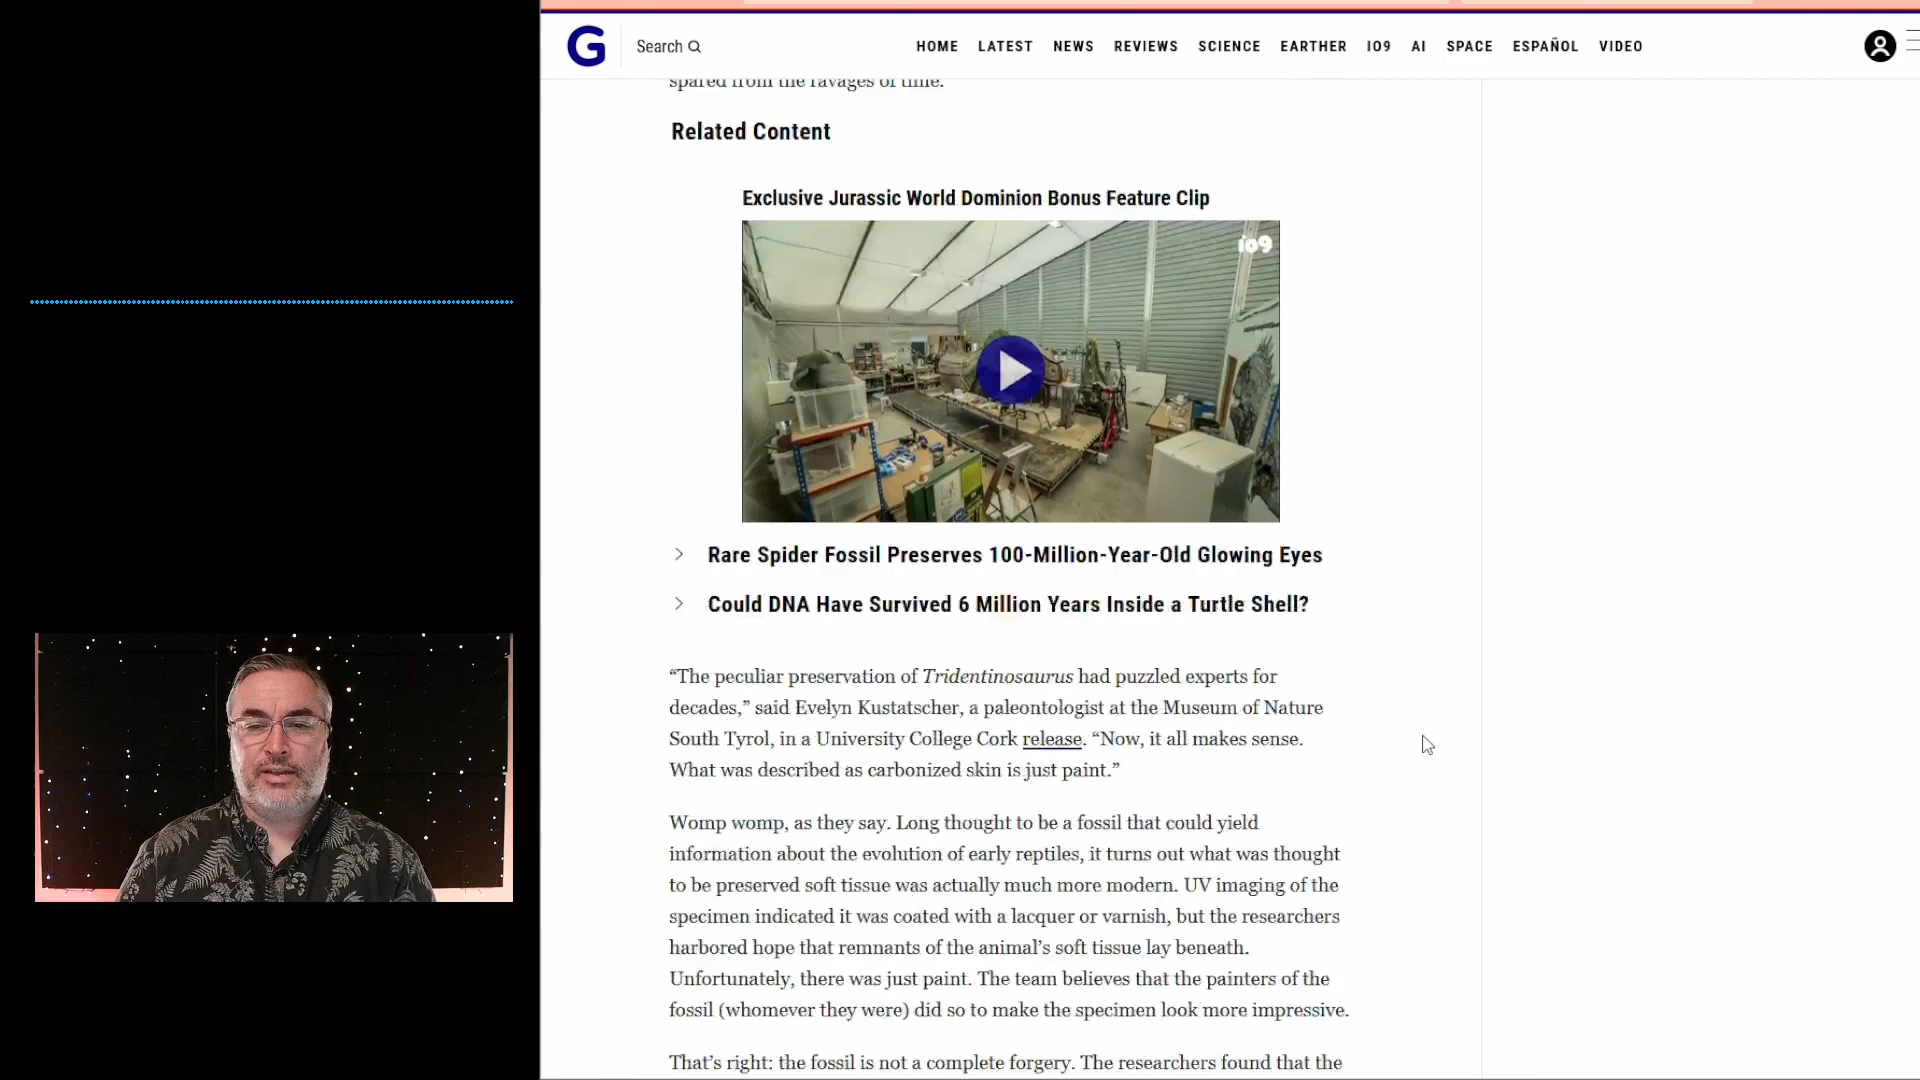 G
Search
HOME LATEST NEWS REVIEWS SCIENCE EARTHER IO9 AI SPACE ESPAÑOL VIDEO
spared from the ravages of time.
Related Content
Exclusive Jurassic World Dominion Bonus Feature Clip
io9
Rare Spider Fossil Preserves 100-Million-Year-Old Glowing Eyes
Could DNA Have Survived 6 Million Years Inside a Turtle Shell?
“The peculiar preservation of Tridentinosaurus had puzzled experts for
decades,” said Evelyn Kustatscher, a paleontologist at the Museum of Nature
South Tyrol, in a University College Cork release. “Now, it all makes sense.
What was described as carbonized skin is just paint.”
Womp womp, as they say. Long thought to be a fossil that could yield
information about the evolution of early reptiles, it turns out what was thought
to be preserved soft tissue was actually much more modern. UV imaging of the
specimen indicated it was coated with a lacquer or varnish, but the researchers
harbored hope that remnants of the animal’s soft tissue lay beneath.
Unfortunately, there was just paint. The team believes that the painters of the
fossil (whomever they were) did so to make the specimen look more impressive.
That’s right: the fossil is not a complete forgery. The researchers found that the